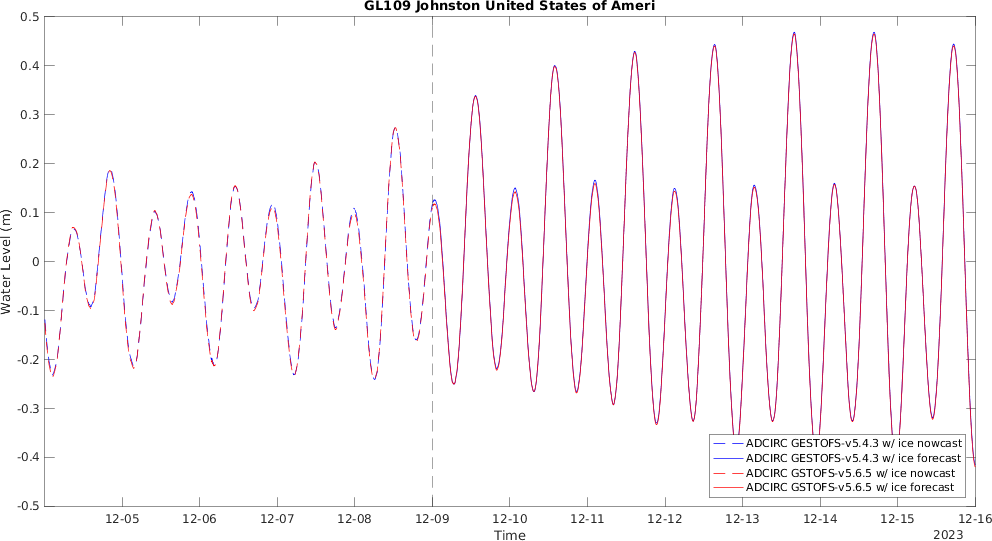 GL109 Johnston United States of Ameri
0.5
0.4
0.3
0.2
0.1
0
-0.1
-0.2
-0.3
-0.4
-0.5
Water Level (m)
ADCIRC GESTOFS-v5.4.3 w/ ice nowcast
ADCIRC GESTOFS-v5.4.3 w/ ice forecast
ADCIRC GSTOFS-v5.6.5 w/ ice nowcast
ADCIRC GSTOFS-v5.6.5 w/ ice forecast
12-05 12-06 12-07 12-08 12-09 12-10 12-11 12-12 12-13 12-14 12-15 12-16
Time
2023